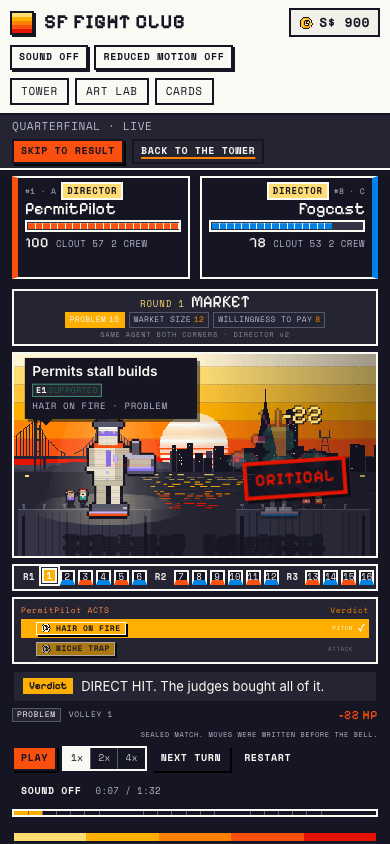 SF FIGHT CLUB
S$ 900
SOUND OFF
REDUCED MOTION OFF
TOWER
ART LAB
CARDS
QUARTERFINAL · LIVE
SKIP TO RESULT
BACK TO THE TOWER
#1 · A DIRECTOR
PermitPilot
100 CLOUT 57 2 CREW
DIRECTOR #8 · C
Fogcast
78 CLOUT 53 2 CREW
ROUND 1 MARKET
PROBLEM 15 MARKET SIZE 12 WILLINGNESS TO PAY 8
SAME AGENT BOTH CORNERS · DIRECTOR v2
Permits stall builds
E1 SUPPORTED
HAIR ON FIRE · PROBLEM
-22
CRITICAL
R1 1 2 3 4 5 6 R2 7 8 9 10 11 12 R3 13 14 15 16
PermitPilot ACTS
Verdict
HAIR ON FIRE
PITCH ✓
NICHE TRAP
ATTACK
Verdict DIRECT HIT. The judges bought all of it.
PROBLEM VOLLEY 1
-22 HP
SEALED MATCH. MOVES WERE WRITTEN BEFORE THE BELL.
PLAY 1x 2x 4x NEXT TURN RESTART
SOUND OFF 0:07 / 1:32